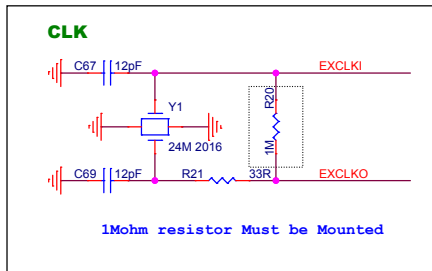 CLK
C67 12pF EXCLKI
R20
Y1
24M 2016
1M
C69 12pF R21 33R EXCLKO
1Mohm resistor Must be Mounted